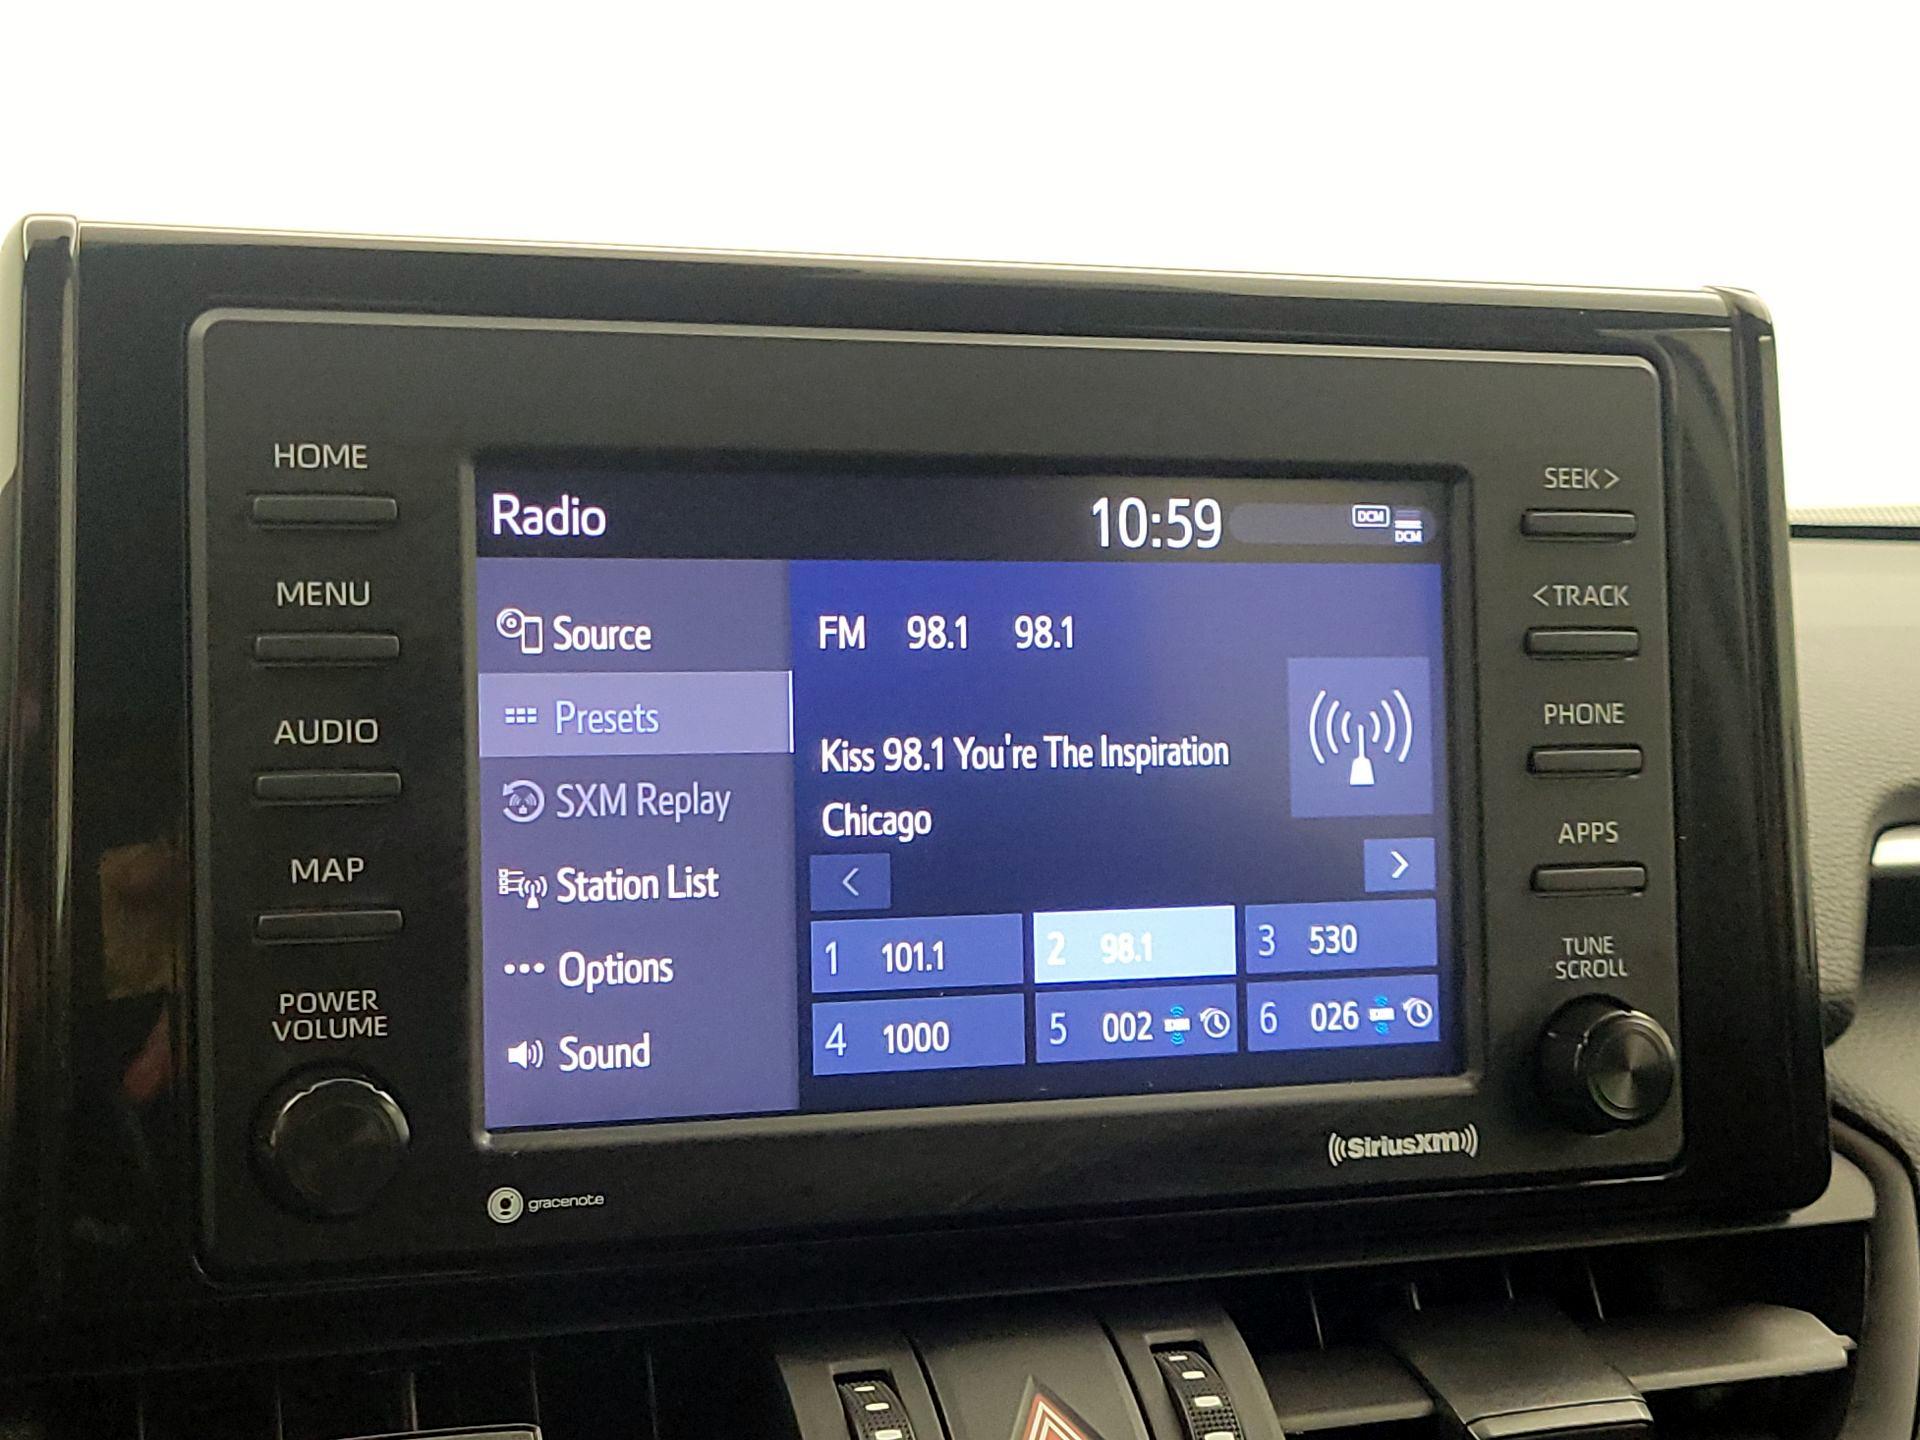 HOME
MENU
AUDIO
MAP
POWER
VOLUME
Radio
10:59
DCM
DCM
Source
Presets
SXM Replay
Station List
Options
Sound
FM 98.1 98.1
Kiss 98.1 You're The Inspiration
Chicago
<
>
1 101.1
2 98.1
3 530
4 1000
5 002
6 026
SEEK >
< TRACK
PHONE
APPS
TUNE
SCROLL
gracenote
((SiriusXM))